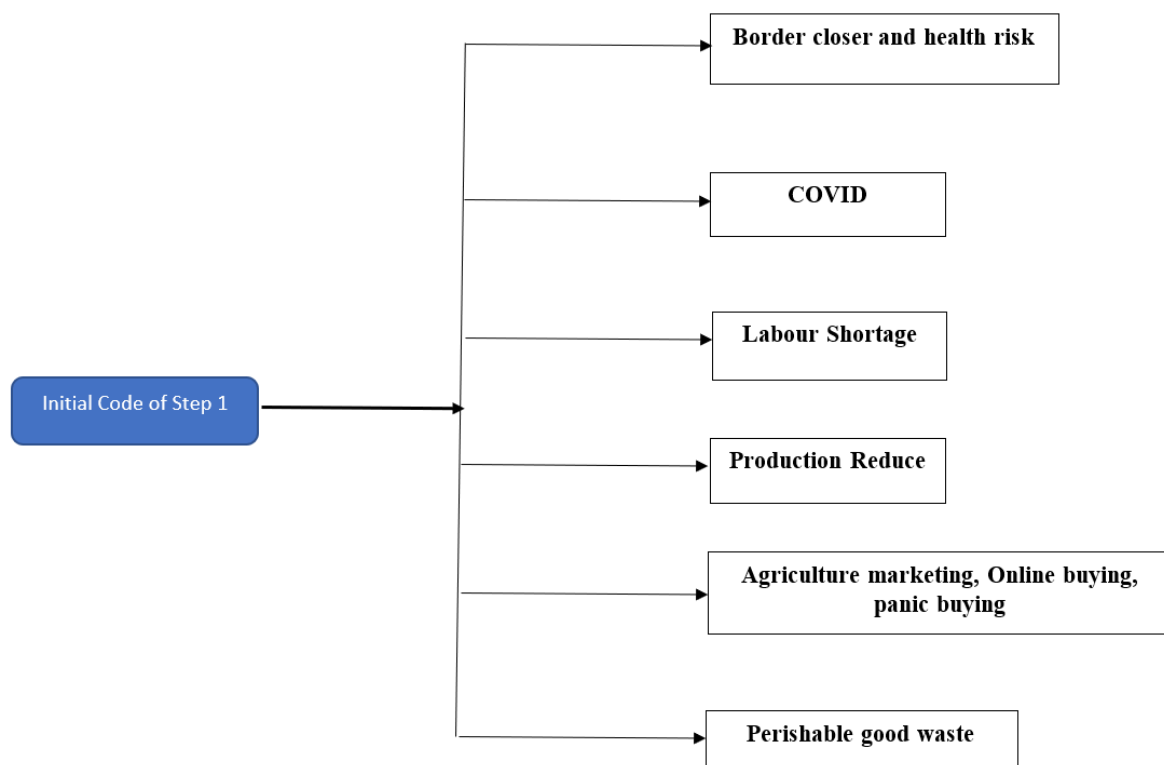 Border closer and health risk
COVID
Labour Shortage
Initial Code of Step 1
Production Reduce
Agriculture marketing, Online buying,
panic buying
Perishable good waste